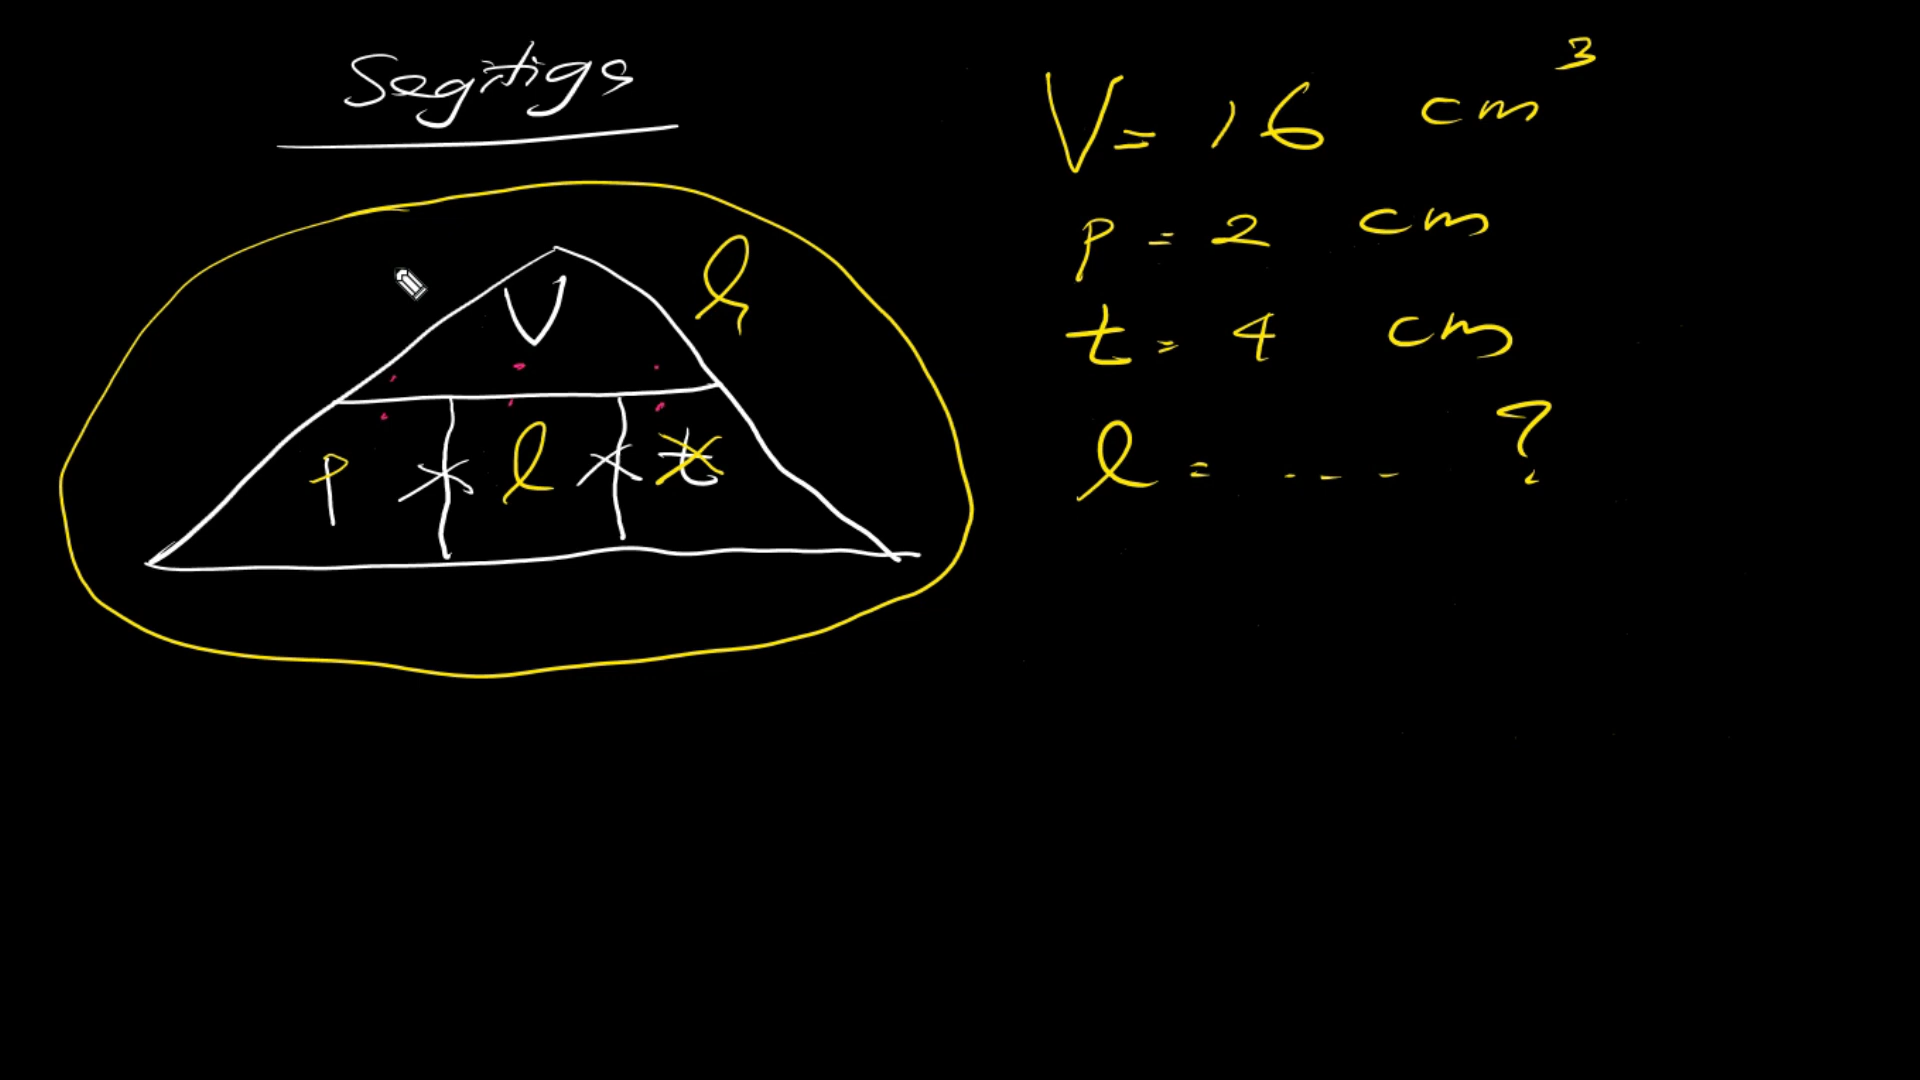 Segitiga
V
p * l * t
V = 16 cm³
p = 2 cm
t = 4 cm
l = ... ?